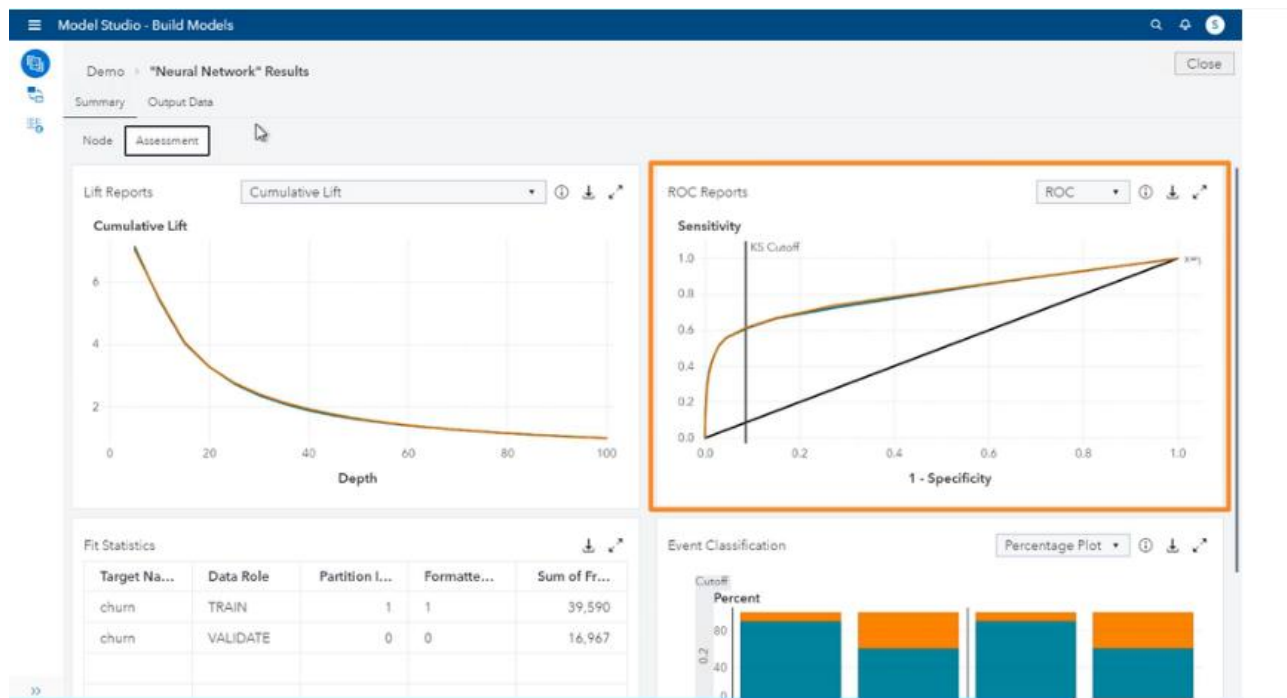 Model Studio - Build Models
S
Demo
"Neural Network" Results
Close
Summary
Output Data
Node
Assessment
Lift Reports
Cumulative Lift
Cumulative Lift
6
4
2
0 20 40 60 80 100
Depth
ROC Reports
ROC
Sensitivity
KS Cutoff
1.0
0.8
0.6
0.4
0.2
0.0
0.0 0.2 0.4 0.6 0.8 1.0
1 - Specificity
Fit Statistics
Target Na... Data Role Partition I... Formatte... Sum of Fr...
churn TRAIN 1 1 39,590
churn VALIDATE 0 0 16,967
Event Classification
Percentage Plot
Cutoff
Percent
80
0.2
40
0